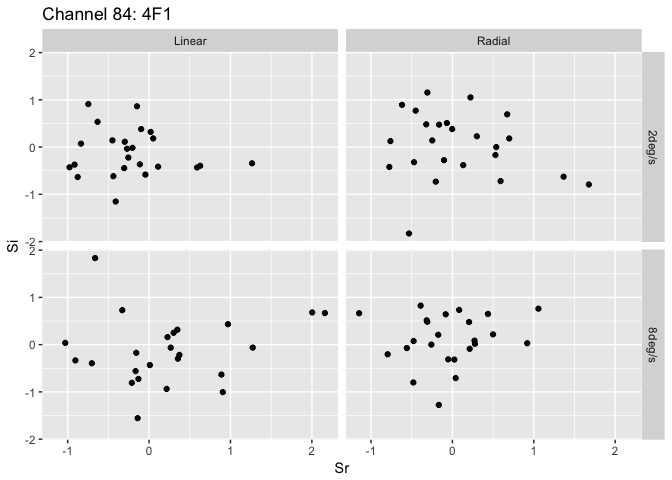 Channel 84: 4F1
Linear Radial
2
1
0
-1
-2
2deg/s
Si
2
1
0
-1
-2
8deg/s
-1 0 1 2 -1 0 1 2
Sr